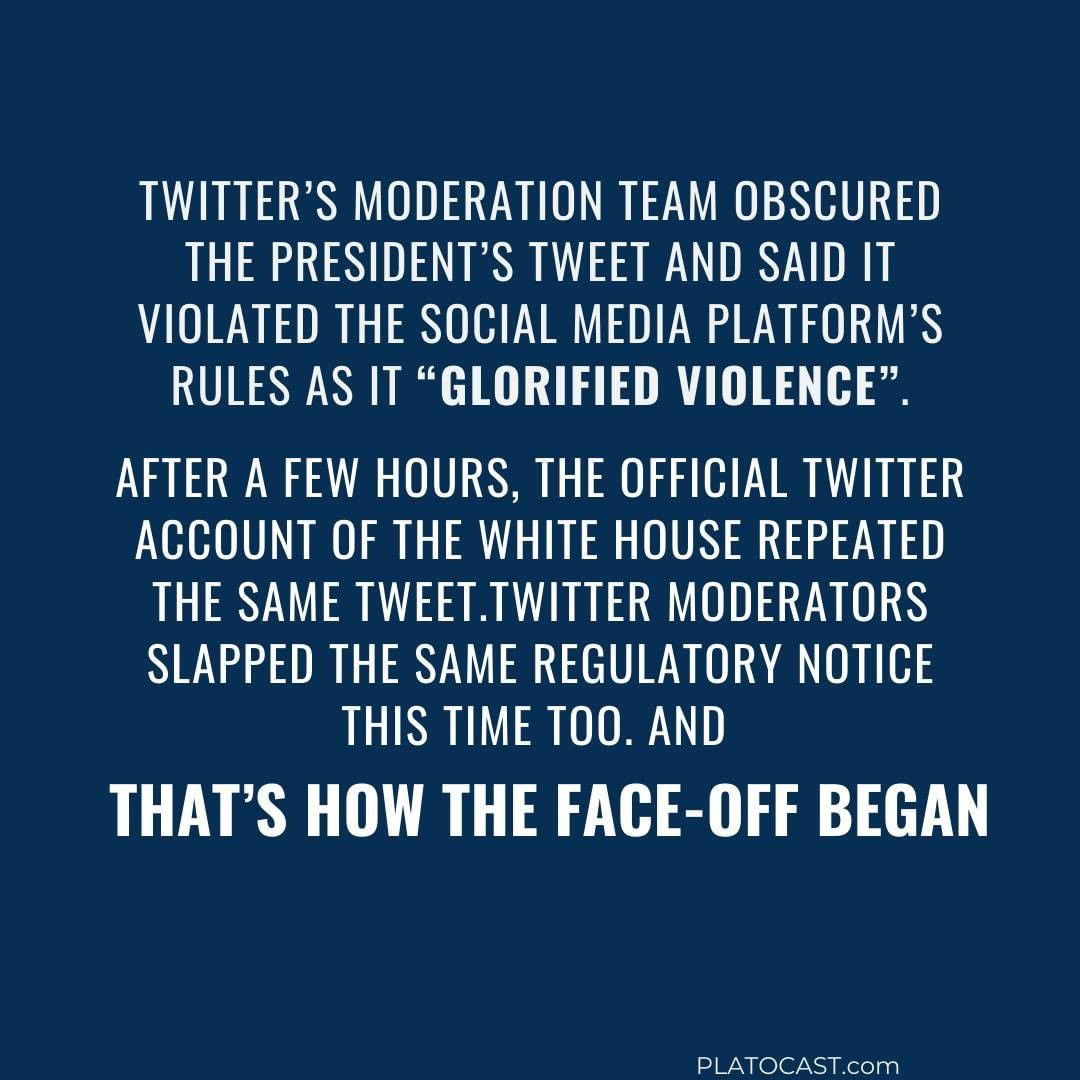 TWITTER’S MODERATION TEAM OBSCURED
THE PRESIDENT’S TWEET AND SAID IT
VIOLATED THE SOCIAL MEDIA PLATFORM’S
RULES AS IT “GLORIFIED VIOLENCE”.
AFTER A FEW HOURS, THE OFFICIAL TWITTER
ACCOUNT OF THE WHITE HOUSE REPEATED
THE SAME TWEET.TWITTER MODERATORS
SLAPPED THE SAME REGULATORY NOTICE
THIS TIME TOO. AND
THAT’S HOW THE FACE-OFF BEGAN
PLATOCAST.com